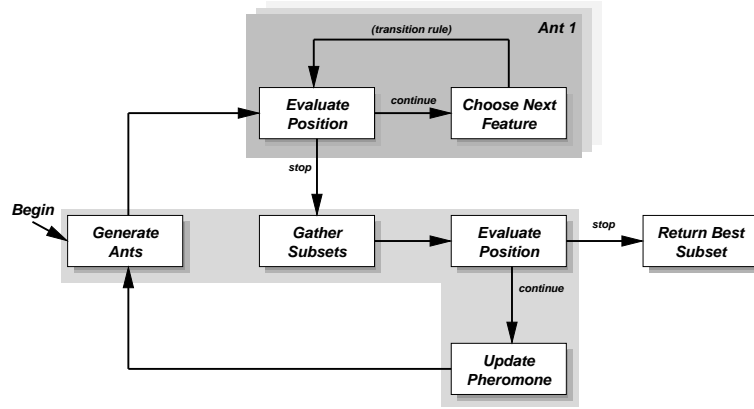 (transition rule)
Ant 1
Evaluate
Position
continue
Choose Next
Feature
stop
Begin
Generate
Ants
Gather
Subsets
Evaluate
Position
stop
Return Best
Subset
continue
Update
Pheromone